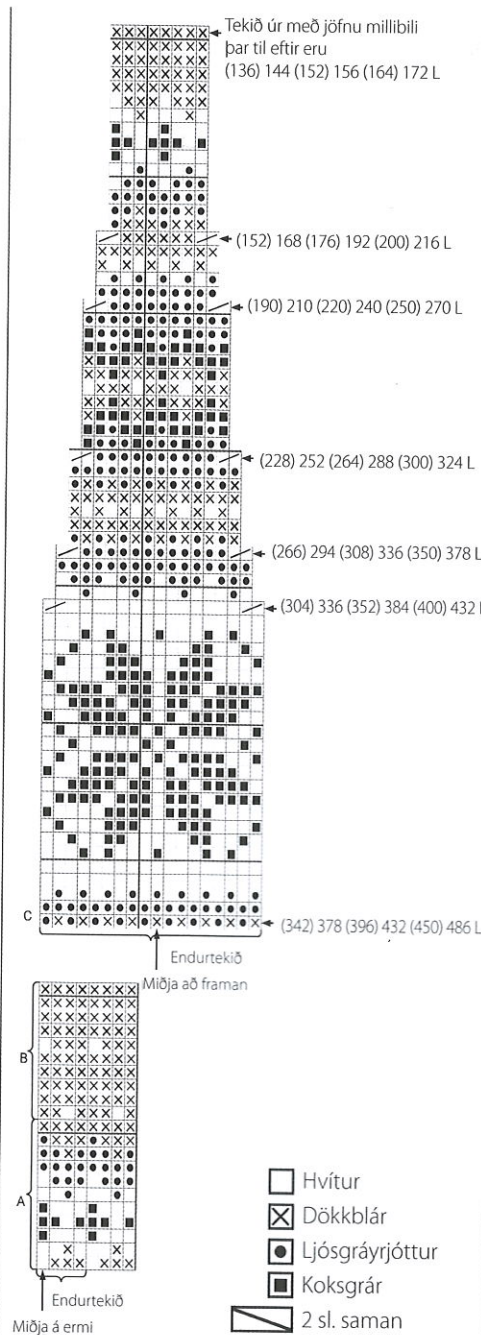 Tekið úr með jöfnu millibili
þar til eftir eru
(136) 144 (152) 156 (164) 172 L
(152) 168 (176) 192 (200) 216 L
(190) 210 (220) 240 (250) 270 L
(228) 252 (264) 288 (300) 324 L
(266) 294 (308) 336 (350) 378 L
(304) 336 (352) 384 (400) 432
C
(342) 378 (396) 432 (450) 486 L
Endurtekið
Miðja að framan
B
A
Endurtekið
Miðja á ermi
Hvítur
Dökkblár
Ljósgráyrjóttur
Koksgrár
2 sl. saman